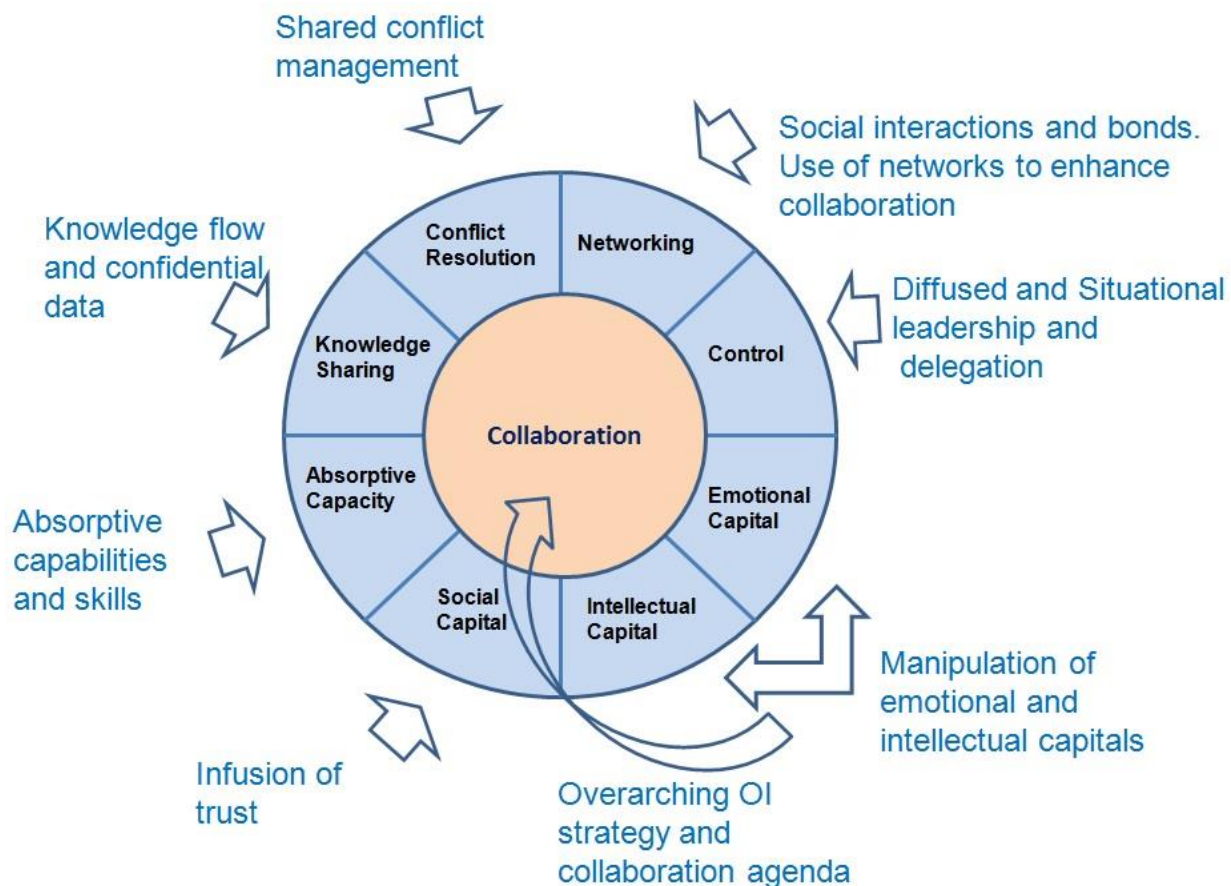 Shared conflict
management
Social interactions and bonds.
Use of networks to enhance
collaboration
Knowledge flow
and confidential
data
Diffused and Situational
leadership and
delegation
Conflict
Resolution
Networking
Knowledge
Sharing
Control
Collaboration
Absorptive
Capacity
Emotional
Capital
Social
Capital
Intellectual
Capital
Absorptive
capabilities
and skills
Manipulation of
emotional and
intellectual capitals
Infusion of
trust
Overarching OI
strategy and
collaboration agenda